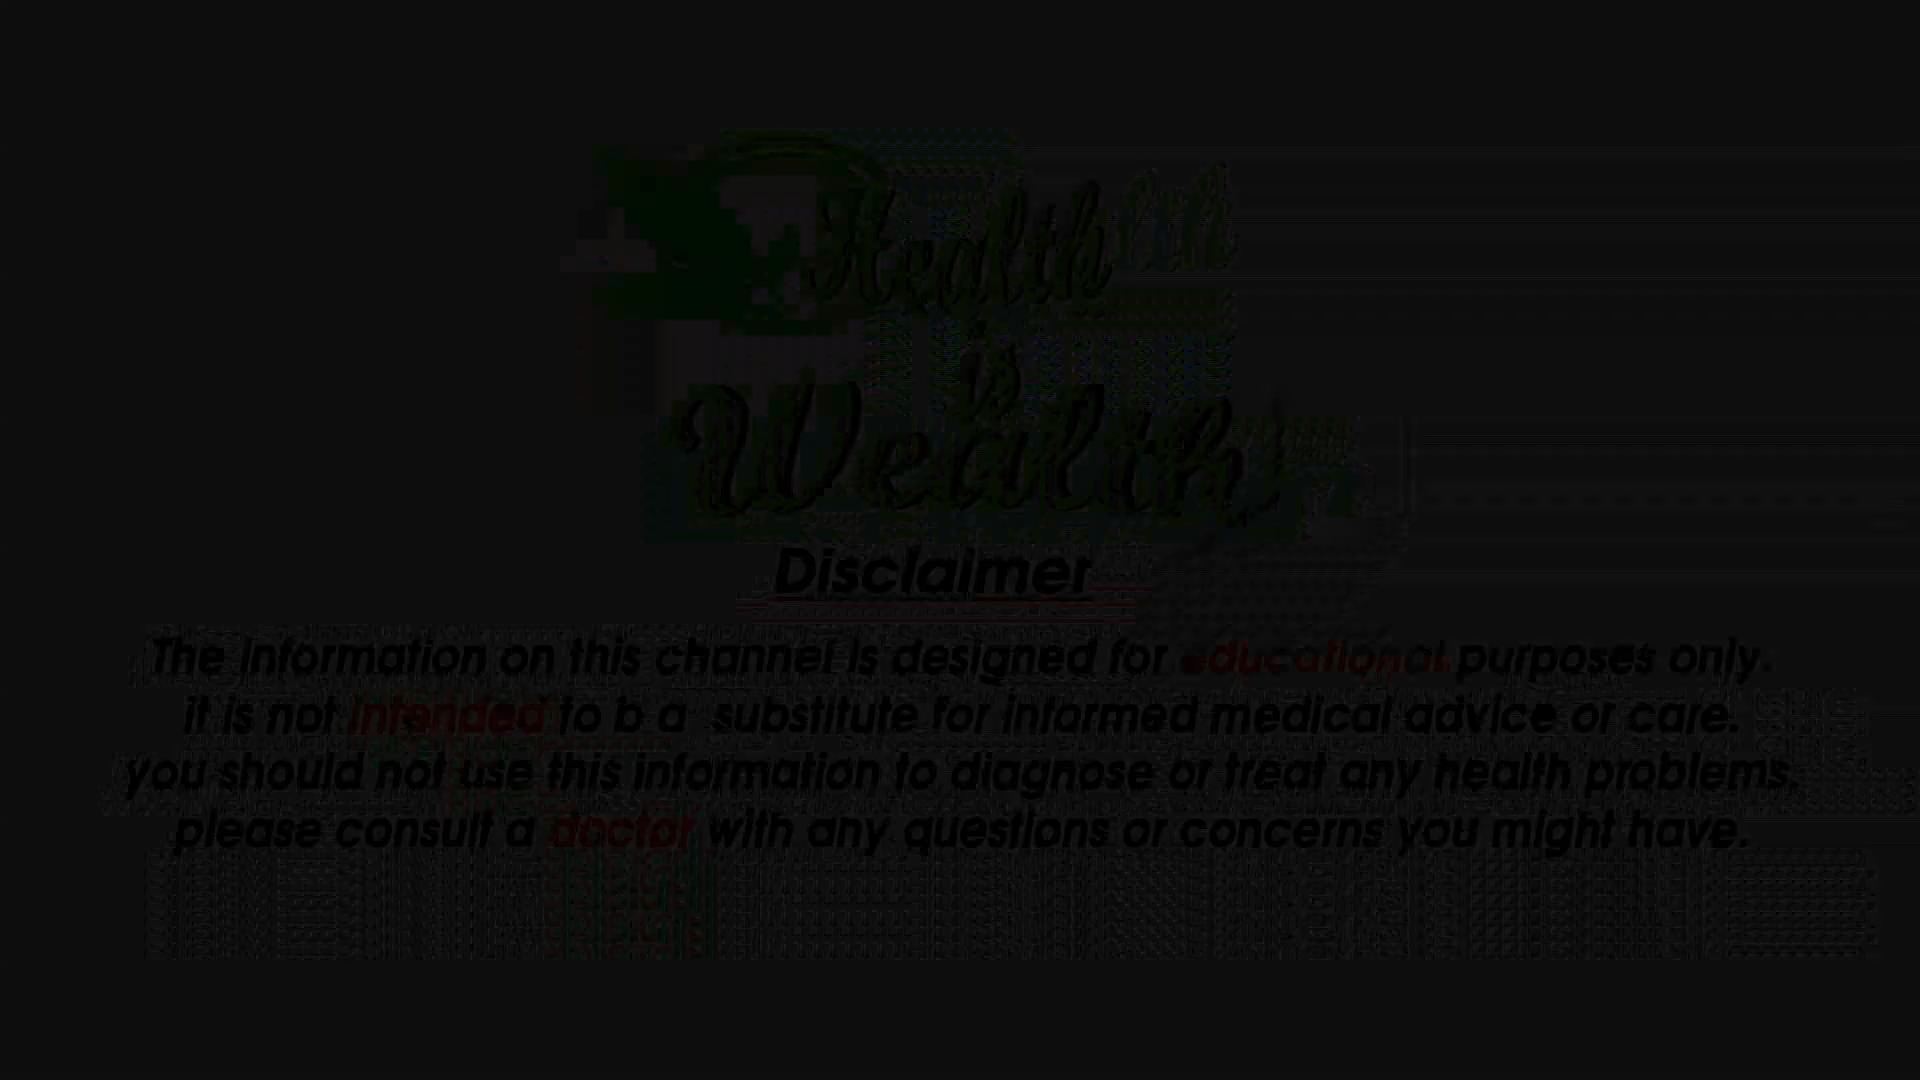 Health
is
Wealth
Disclaimer
The information on this channel is designed for educational purposes only.
it is not intended to b a substitute for informed medical advice or care.
you should not use this information to diagnose or treat any health problems.
please consult a doctor with any questions or concerns you might have.